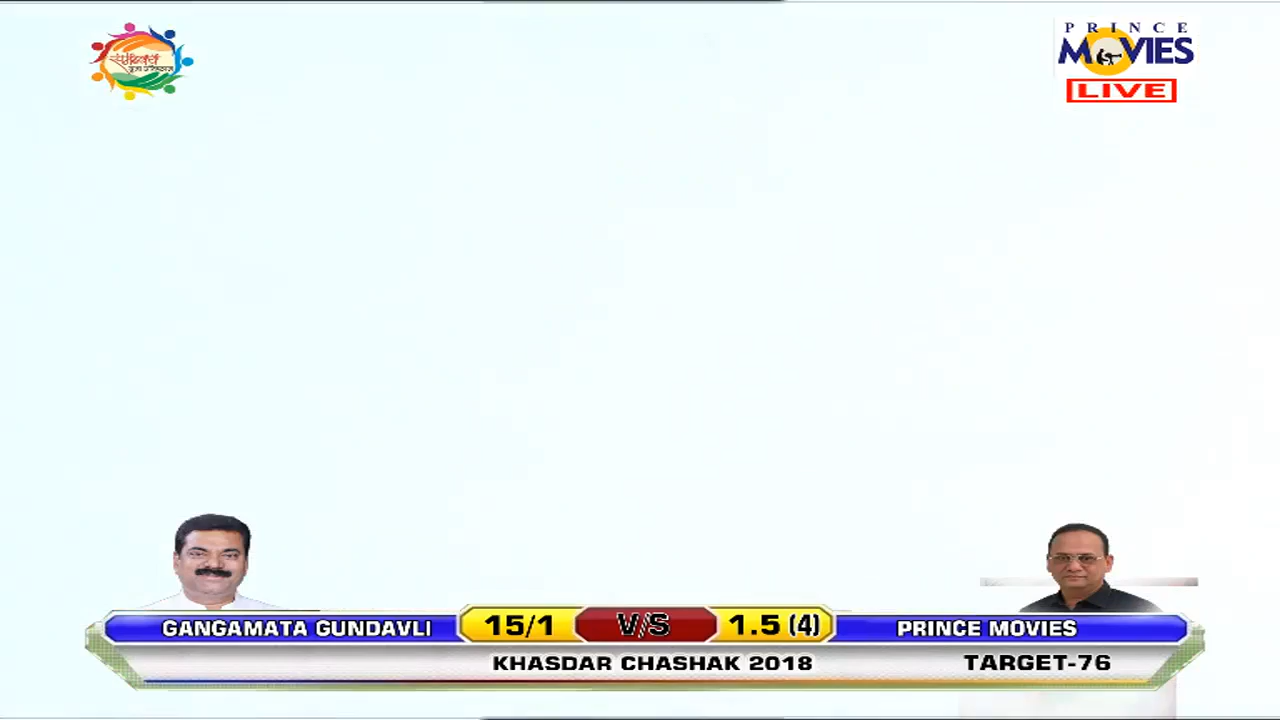 PRINCE
MOVIES
LIVE
GANGAMATA GUNDAVLI
15/1
V/S
1.5 (4)
PRINCE MOVIES
KHASDAR CHASHAK 2018
TARGET-76